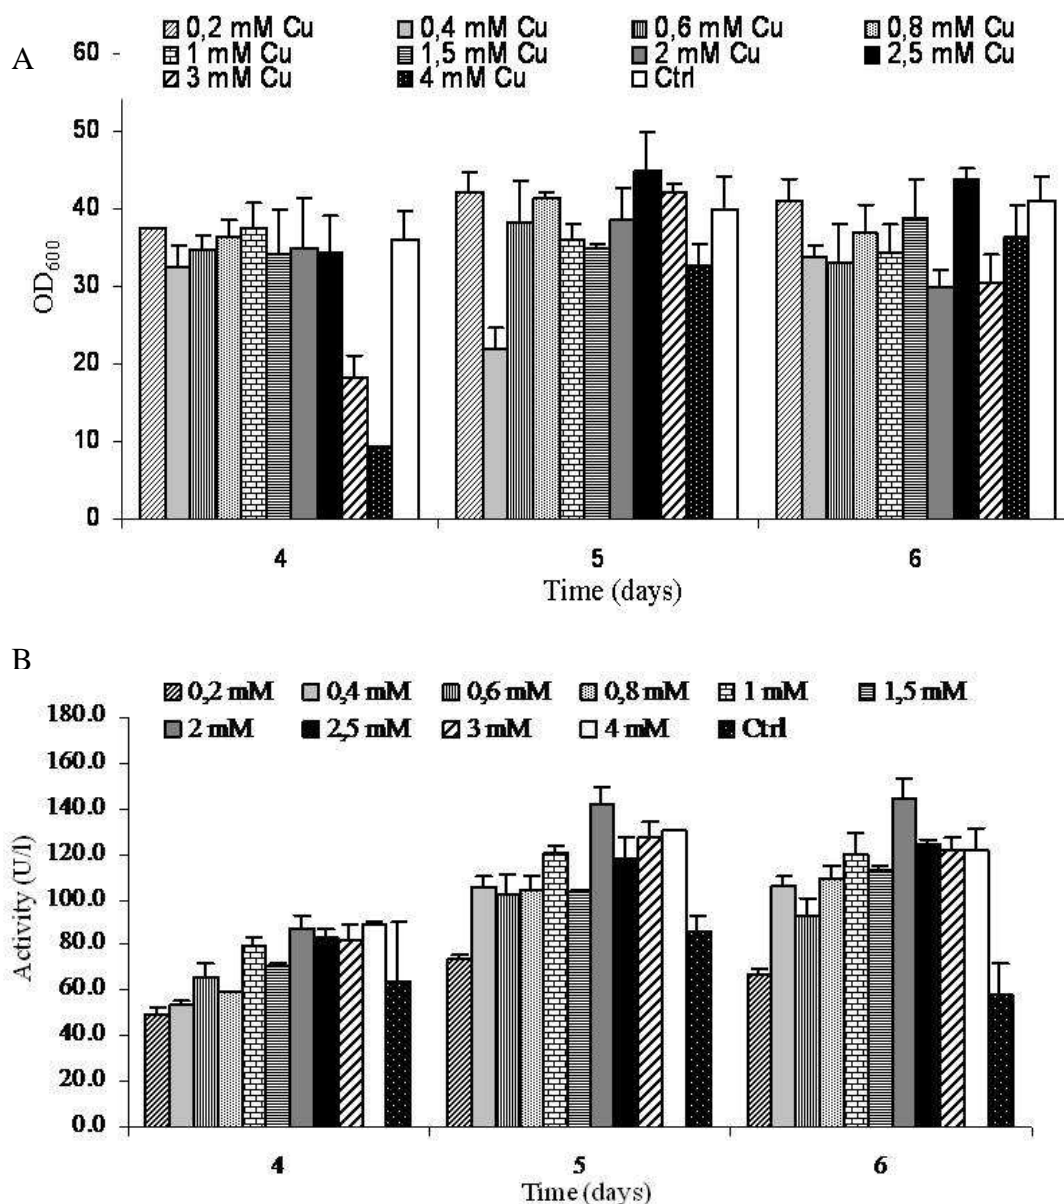 A
0,2 mM Cu 0,4 mM Cu 0,6 mM Cu 0,8 mM Cu
1 mM Cu 1,5 mM Cu 2 mM Cu 2,5 mM Cu
3 mM Cu 4 mM Cu Ctrl
60
50
40
30
20
10
0
OD600
4 5 6
Time (days)
B
0,2 mM 0,4 mM 0,6 mM 0,8 mM 1 mM 1,5 mM
2 mM 2,5 mM 3 mM 4 mM Ctrl
180.0
160.0
140.0
120.0
100.0
80.0
60.0
40.0
20.0
0.0
Activity (U/l)
4 5 6
Time (days)